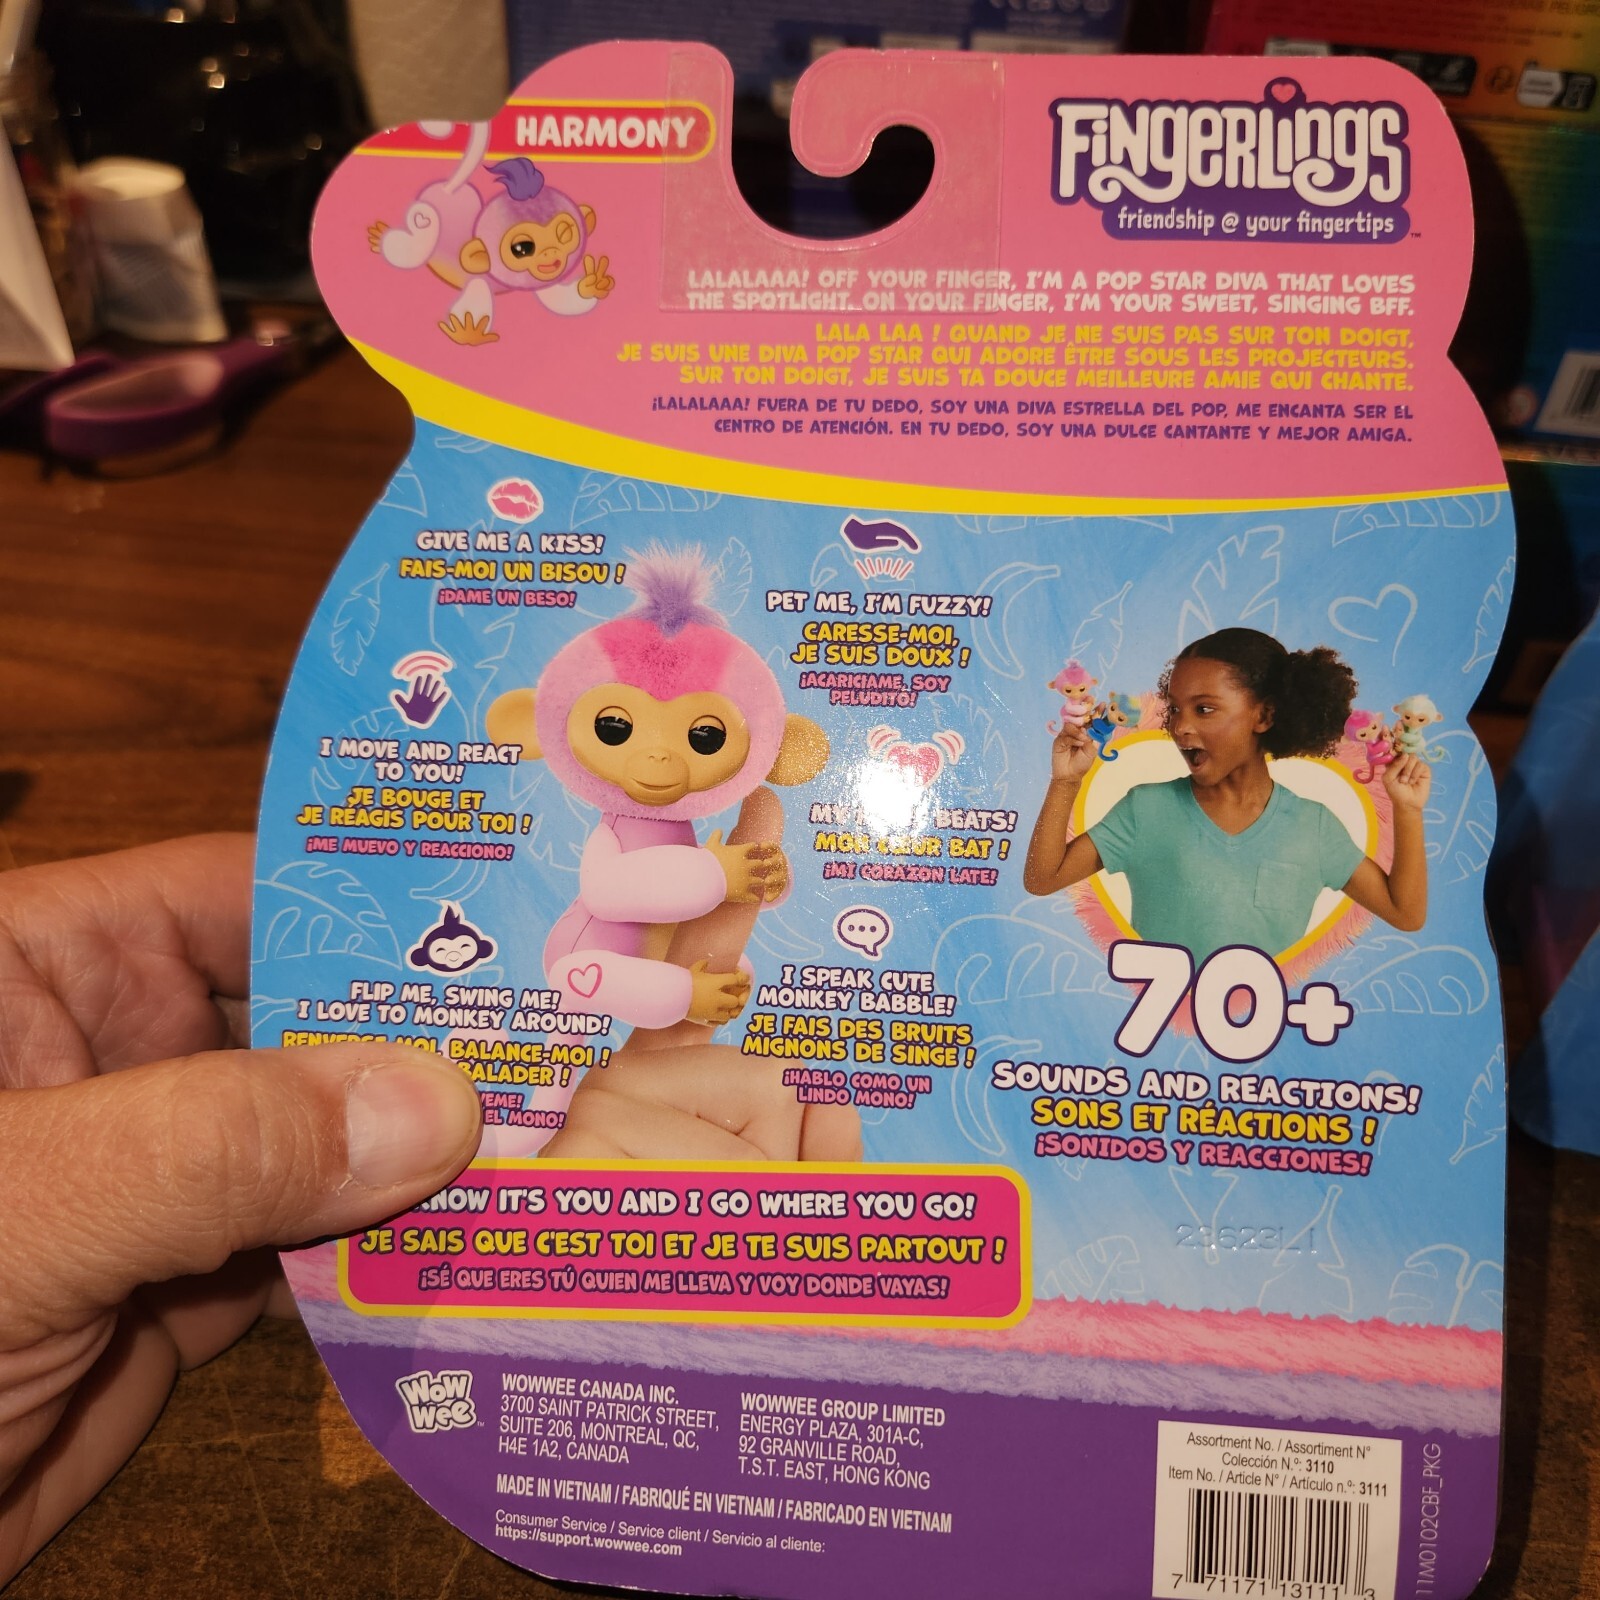 HARMONY
FiNGERLiNGS
friendship @ your fingertips
LALALAAA! OFF YOUR FINGER, I'M A POP STAR DIVA THAT LOVES
THE SPOTLIGHT. ON YOUR FINGER, I'M YOUR SWEET, SINGING BFF.
LALA LAA ! QUAND JE NE SUIS PAS SUR TON DOIGT,
JE SUIS UNE DIVA POP STAR QUI ADORE ÊTRE SOUS LES PROJECTEURS.
SUR TON DOIGT, JE SUIS TA DOUCE MEILLEURE AMIE QUI CHANTE.
¡LALALAAA! FUERA DE TU DEDO, SOY UNA DIVA ESTRELLA DEL POP, ME ENCANTA SER EL
CENTRO DE ATENCIÓN. EN TU DEDO, SOY UNA DULCE CANTANTE Y MEJOR AMIGA.
GIVE ME A KISS!
FAIS-MOI UN BISOU !
¡DAME UN BESO!
PET ME, I'M FUZZY!
CARESSE-MOI,
JE SUIS DOUX !
¡ACARICIAME, SOY
PELUDITO!
I MOVE AND REACT
TO YOU!
JE BOUGE ET
JE RÉAGIS POUR TOI !
¡ME MUEVO Y REACCIONO!
MY BEATS!
MON CŒUR BAT !
¡MI CORAZON LATE!
FLIP ME, SWING ME!
I LOVE TO MONKEY AROUND!
RENVERSE-MOI, BALANCE-MOI !
BALADER !
EL MONO!
I SPEAK CUTE
MONKEY BABBLE!
JE FAIS DES BRUITS
MIGNONS DE SINGE !
¡HABLO COMO UN
LINDO MONO!
70+
SOUNDS AND REACTIONS!
SONS ET RÉACTIONS !
¡SONIDOS Y REACCIONES!
KNOW IT'S YOU AND I GO WHERE YOU GO!
JE SAIS QUE C'EST TOI ET JE TE SUIS PARTOUT !
¡SÉ QUE ERES TÚ QUIEN ME LLEVA Y VOY DONDE VAYAS!
23623L1
WOW
Wee
WOWWEE CANADA INC.
3700 SAINT PATRICK STREET,
SUITE 206, MONTREAL, QC,
H4E 1A2, CANADA
WOWWEE GROUP LIMITED
ENERGY PLAZA, 301A-C,
92 GRANVILLE ROAD,
T.S.T. EAST, HONG KONG
MADE IN VIETNAM / FABRIQUÉ EN VIETNAM / FABRICADO EN VIETNAM
Consumer Service / Service client / Servicio al cliente:
https://support.wowwee.com
Assortment No. / Assortiment N°
Colección N.º: 3110
Item No. / Article N° / Artículo n.º: 3111
7 71171 13111 3
11M0102CBF_PKG